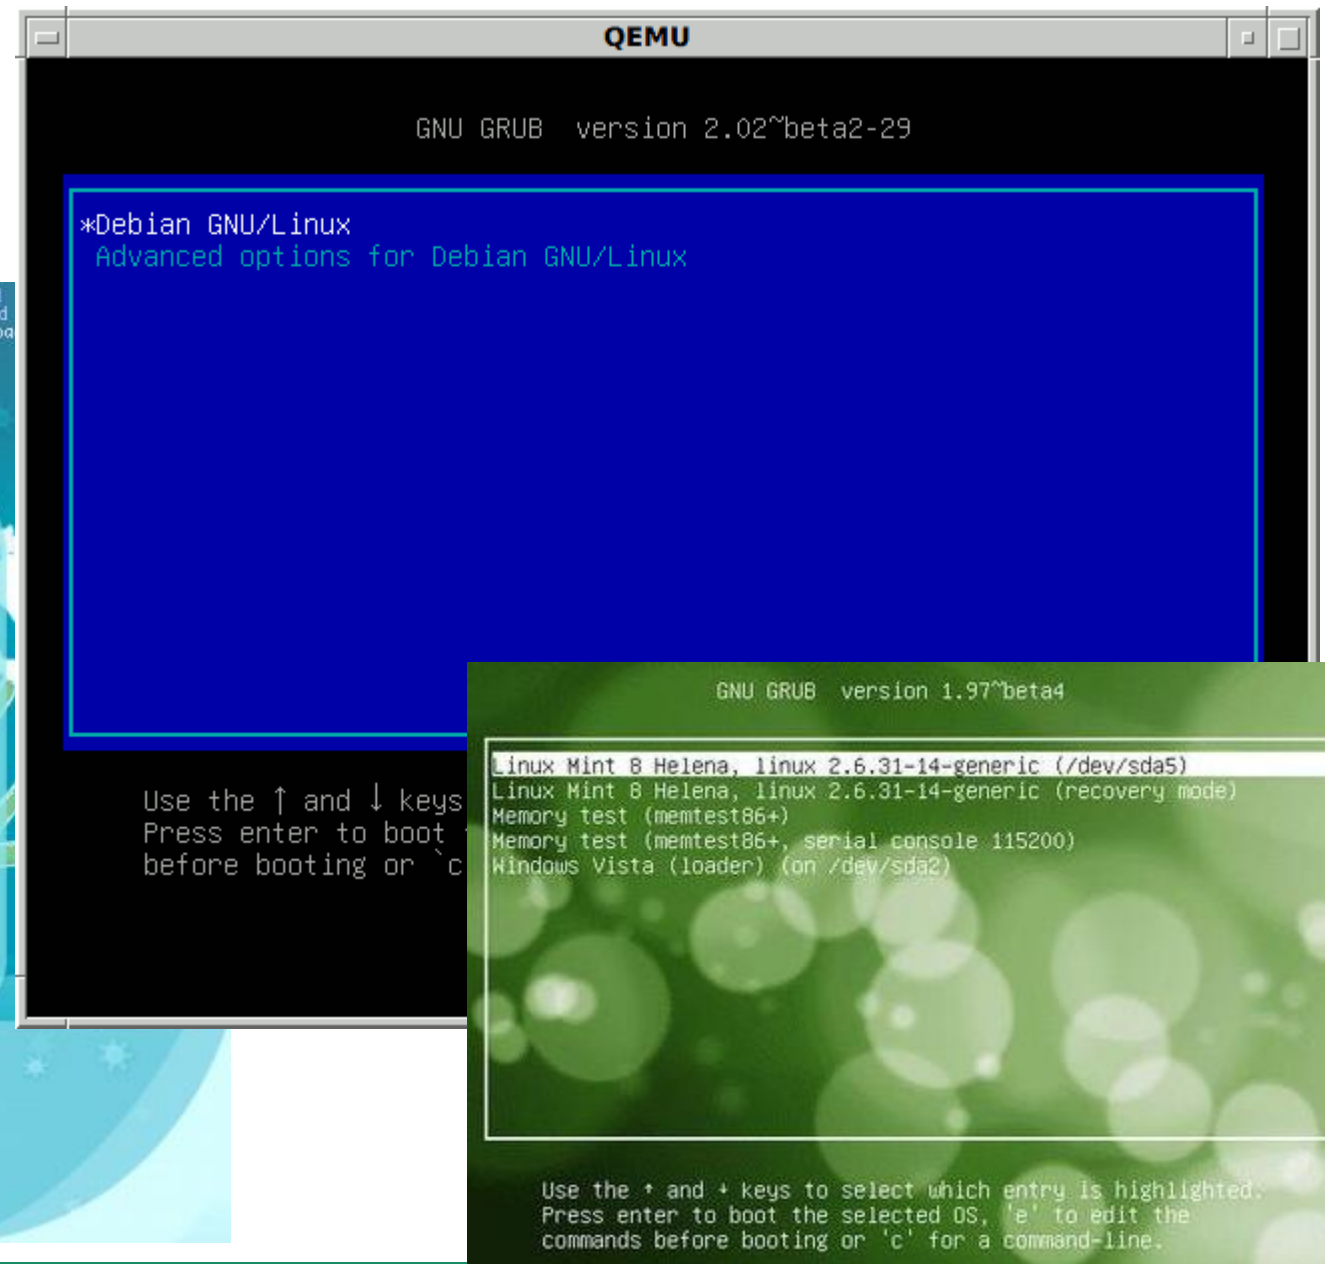 QEMU
GNU GRUB  version 2.02~beta2-29
*Debian GNU/Linux
Advanced options for Debian GNU/Linux
Use the ↑ and ↓ keys
Press enter to boot
before booting or `c
GNU GRUB  version 1.97~beta4
Linux Mint 8 Helena, linux 2.6.31-14-generic (/dev/sda5)
Linux Mint 8 Helena, linux 2.6.31-14-generic (recovery mode)
Memory test (memtest86+)
Memory test (memtest86+, serial console 115200)
Windows Vista (loader) (on /dev/sda2)
Use the ↑ and ↓ keys to select which entry is highlighted.
Press enter to boot the selected OS, 'e' to edit the
commands before booting or 'c' for a command-line.